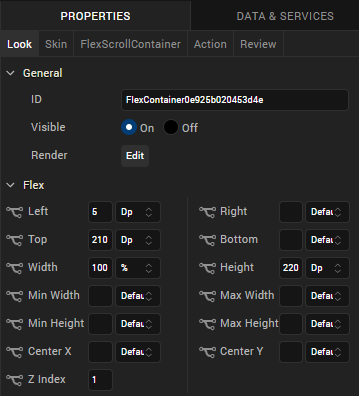 PROPERTIES DATA & SERVICES
Look Skin FlexScrollContainer Action Review
General
ID FlexContainer0e925b020453d4e
Visible On Off
Render Edit
Flex
Left 5 Dp Right Defau
Top 210 Dp Bottom Defau
Width 100 % Height 220 Dp
Min Width Defau Max Width Defau
Min Height Defau Max Height Defau
Center X Defau Center Y Defau
Z Index 1